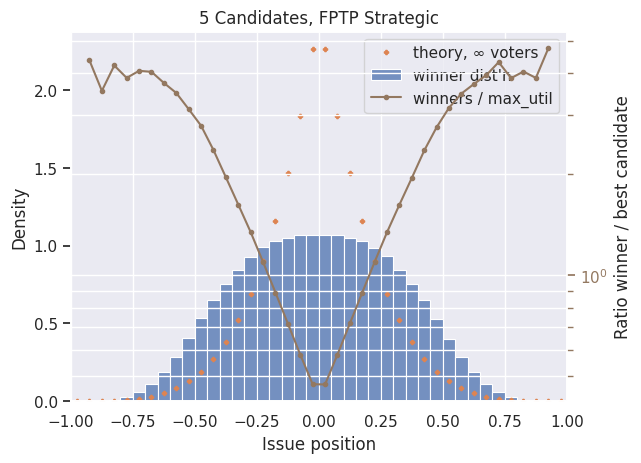 5 Candidates, FPTP Strategic
theory, ∞ voters
winner dist'n
winners / max_util
Density
2.0
1.5
1.0
0.5
0.0
−1.00 −0.75 −0.50 −0.25 0.00 0.25 0.50 0.75 1.00
Issue position
10⁰
Ratio winner / best candidate